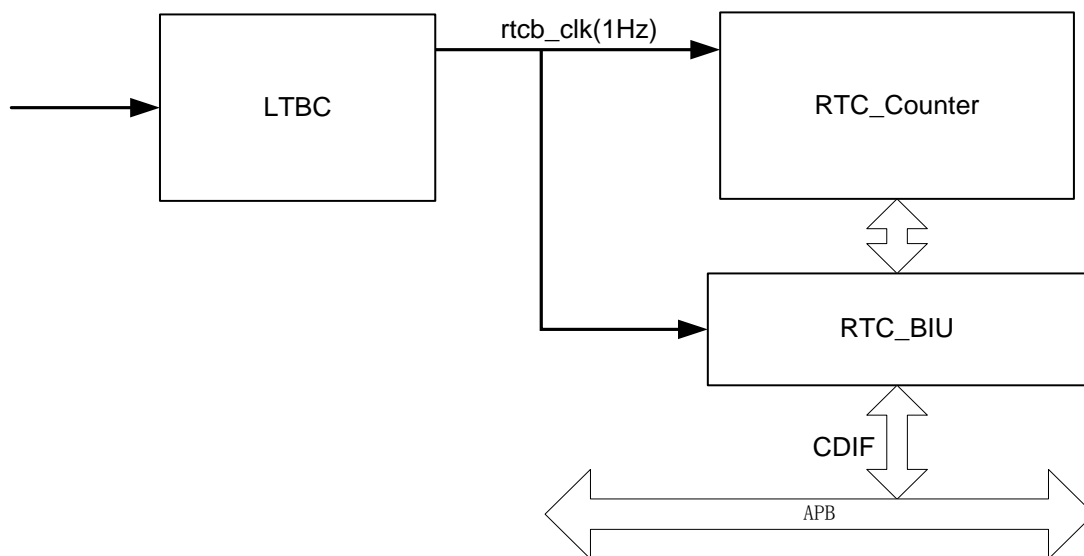 rtcb_clk(1Hz)
LTBC
RTC_Counter
RTC_BIU
CDIF
APB